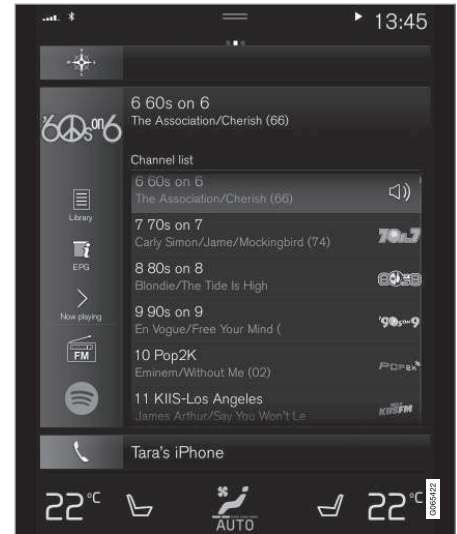 13:45
'60s on 6
6 60s on 6
The Association/Cherish (66)
Channel list
6 60s on 6
The Association/Cherish (66)
7 70s on 7
Carly Simon/Jame/Mockingbird (74)
70s7
8 80s on 8
Blondie/The Tide Is High
9 90s on 9
En Vogue/Free Your Mind (
'90son9
10 Pop2K
Eminem/Without Me (02)
POP2K
11 KIIS-Los Angeles
James Arthur/Say You Won't Le
KIISFM
Library
EPG
Now playing
FM
Tara's iPhone
22°C
AUTO
22°C
G065422